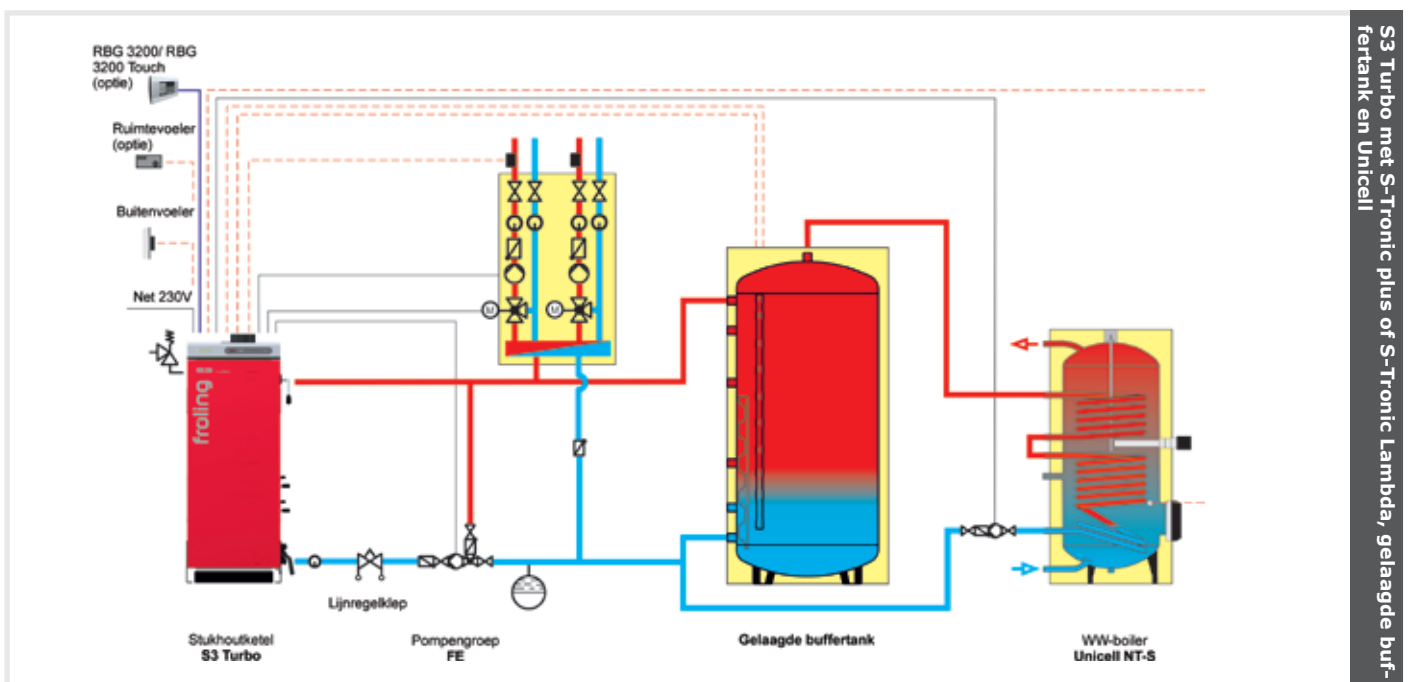 S3 Turbo met S-Tronic plus of S-Tronic Lambda, gelaagde buf-
fertank en Unicell
RBG 3200/ RBG
3200 Touch
(optie)
Ruimtevoeler
(optie)
Buitenvoeler
Net 230V
M
M
froling
Lijnregelklep
Stukhoutketel
S3 Turbo
Pompengroep
FE
Gelaagde buffertank
WW-boiler
Unicell NT-S